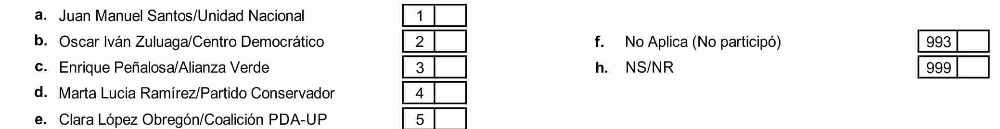 a. Juan Manuel Santos/Unidad Nacional 1
b. Oscar Iván Zuluaga/Centro Democrático 2 f. No Aplica (No participó) 993
c. Enrique Peñalosa/Alianza Verde 3 h. NS/NR 999
d. Marta Lucia Ramírez/Partido Conservador 4
e. Clara López Obregón/Coalición PDA-UP 5